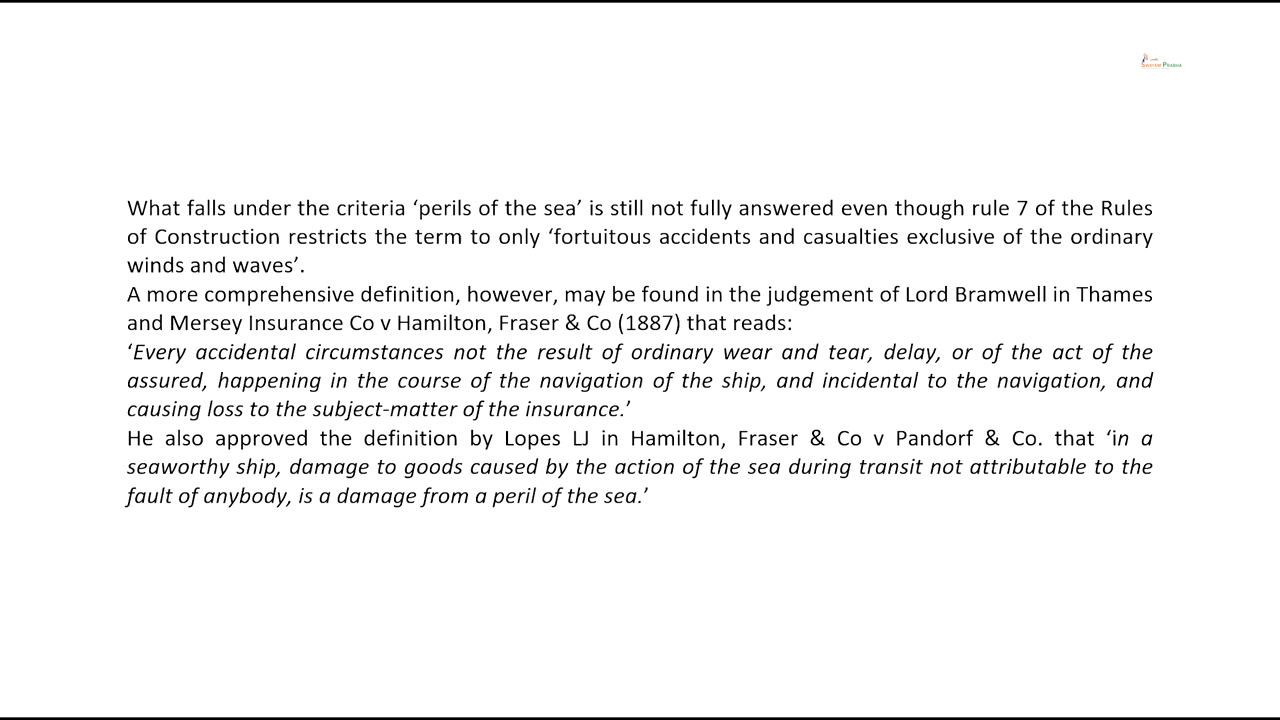 SWAYAM PRABHA
What falls under the criteria ‘perils of the sea’ is still not fully answered even though rule 7 of the Rules
of Construction restricts the term to only ‘fortuitous accidents and casualties exclusive of the ordinary
winds and waves’.
A more comprehensive definition, however, may be found in the judgement of Lord Bramwell in Thames
and Mersey Insurance Co v Hamilton, Fraser & Co (1887) that reads:
‘Every accidental circumstances not the result of ordinary wear and tear, delay, or of the act of the
assured, happening in the course of the navigation of the ship, and incidental to the navigation, and
causing loss to the subject-matter of the insurance.’
He also approved the definition by Lopes LJ in Hamilton, Fraser & Co v Pandorf & Co. that ‘in a
seaworthy ship, damage to goods caused by the action of the sea during transit not attributable to the
fault of anybody, is a damage from a peril of the sea.’